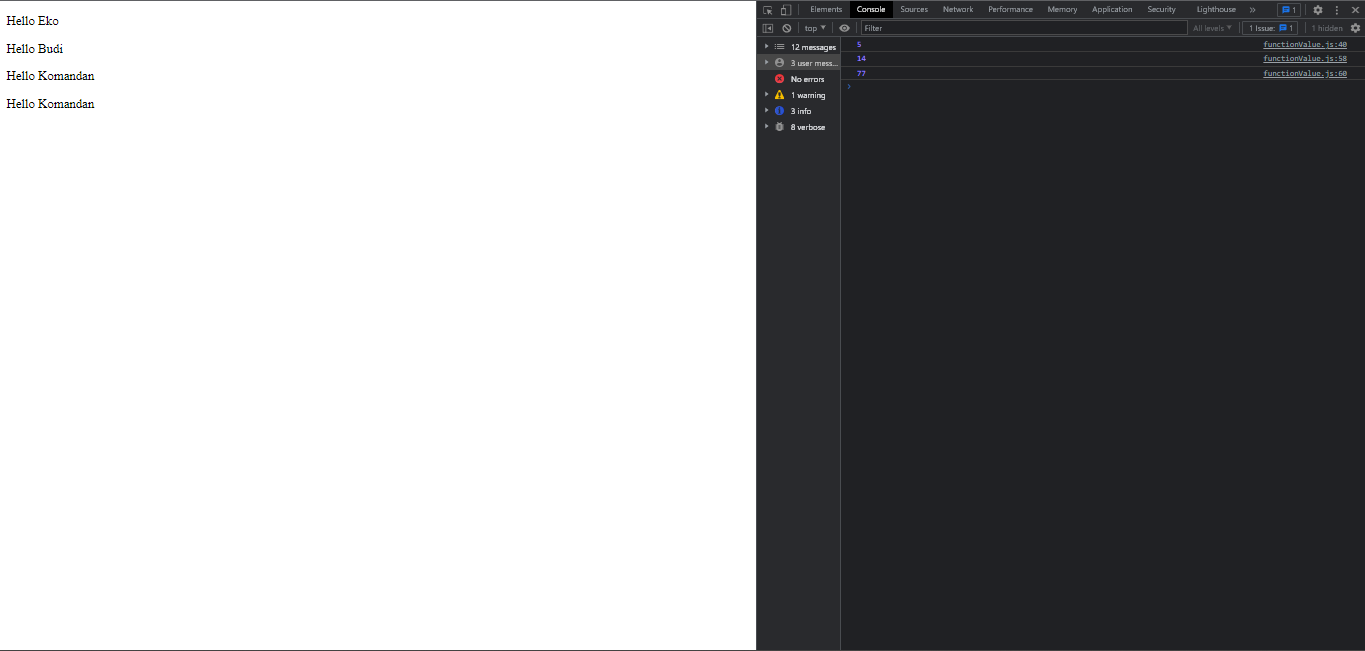 Hello Eko
Hello Budi
Hello Komandan
Hello Komandan
Elements Console Sources Network Performance Memory Application Security Lighthouse » 1
top ▼ Filter All levels ▼ 1 Issue: 1 1 hidden
12 messages
3 user mess...
No errors
1 warning
3 info
8 verbose
5 functionValue.js:40
14 functionValue.js:58
77 functionValue.js:60